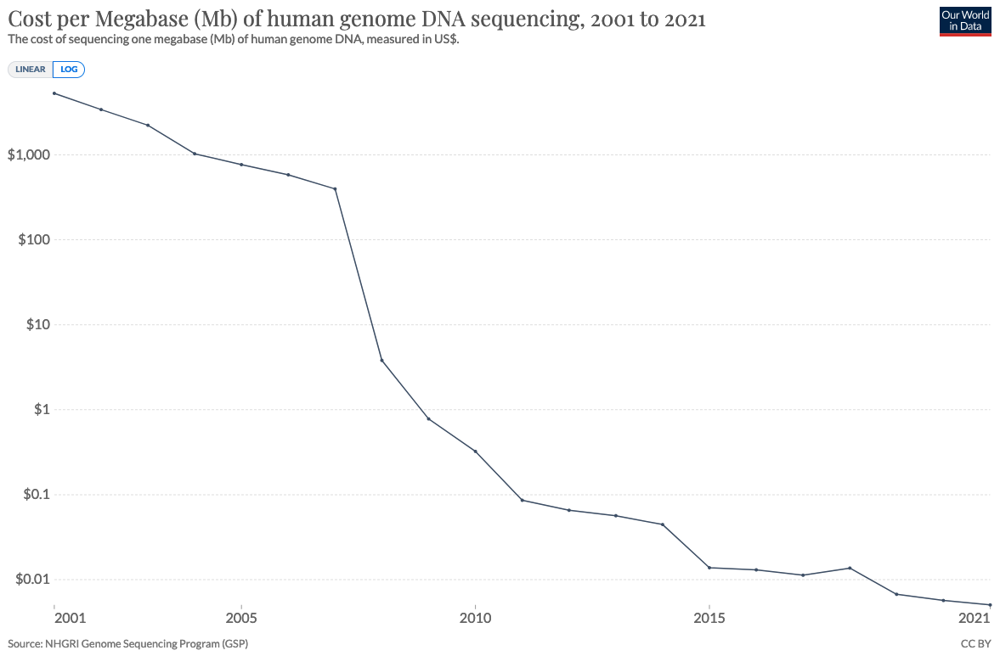 Cost per Megabase (Mb) of human genome DNA sequencing, 2001 to 2021
The cost of sequencing one megabase (Mb) of human genome DNA, measured in US$.
Our World
in Data
LINEAR LOG
$1,000
$100
$10
$1
$0.1
$0.01
2001 2005 2010 2015 2021
Source: NHGRI Genome Sequencing Program (GSP) CC BY